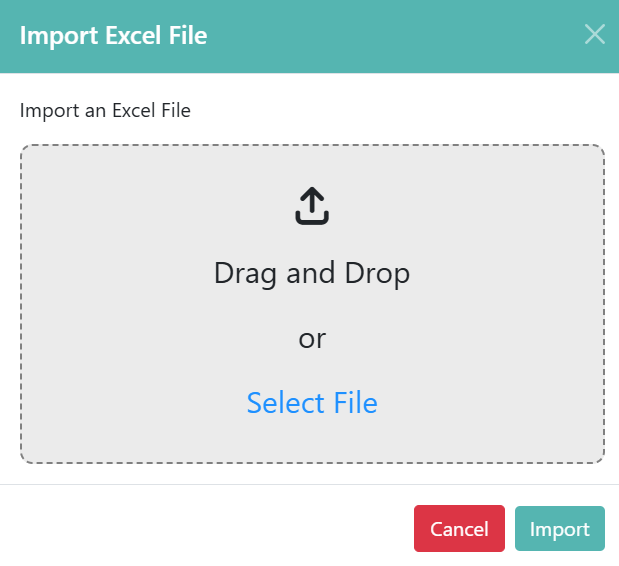 Import Excel File
Import an Excel File
Drag and Drop
or
Select File
Cancel
Import